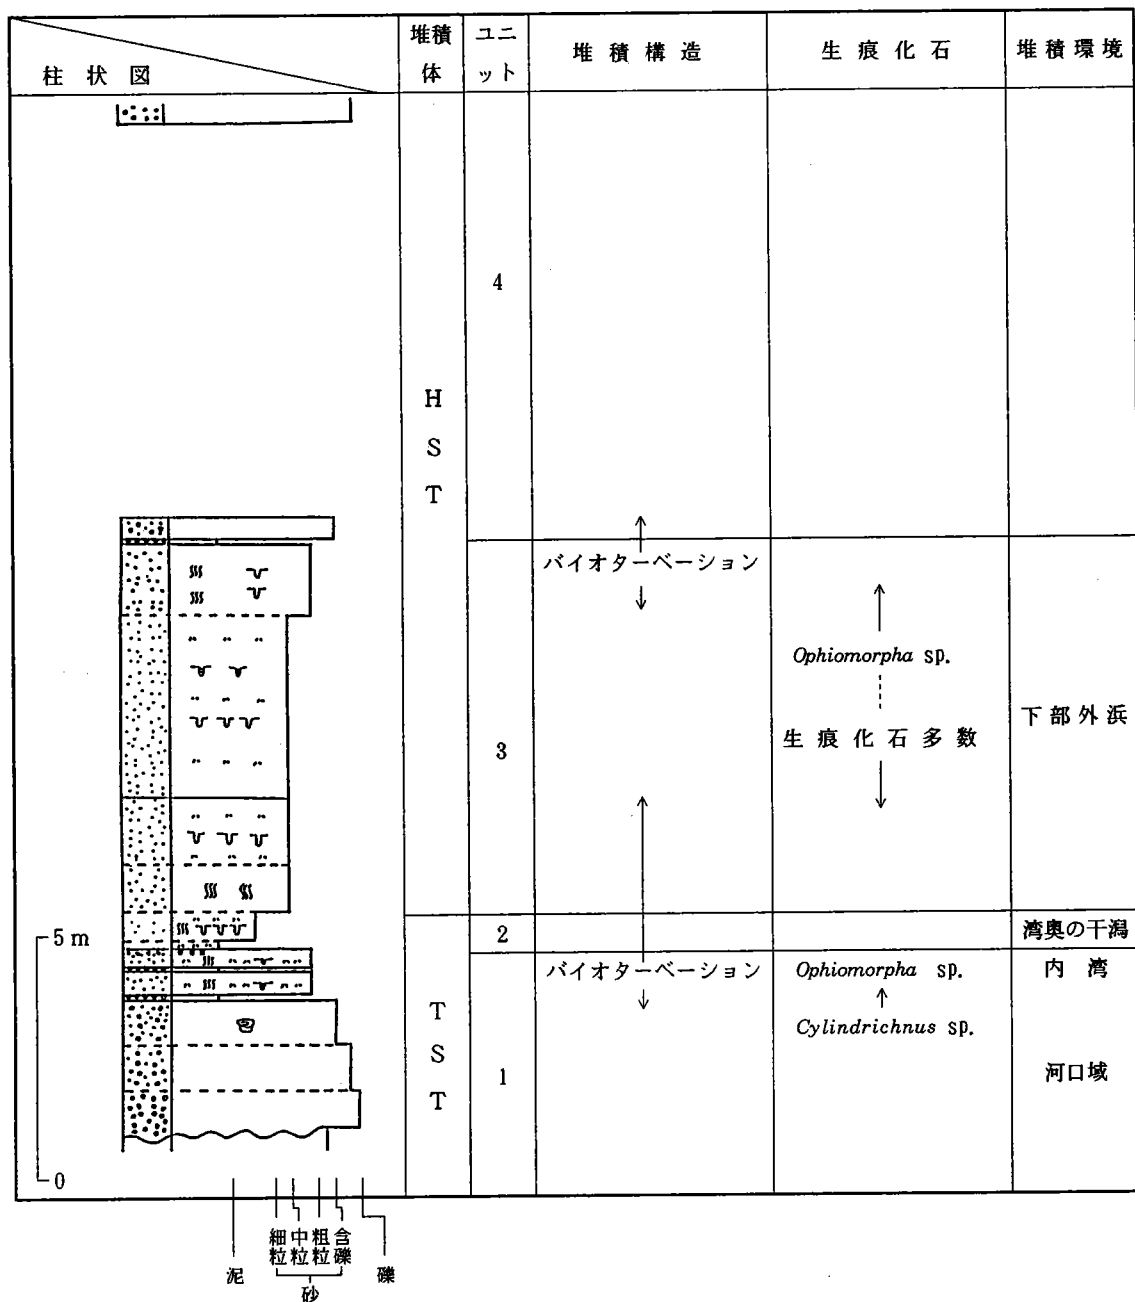 柱状図
堆積体
ユニット
堆積構造
生痕化石
堆積環境
4
HST
バイオターベーション
Ophiomorpha sp.
生痕化石多数
下部外浜
3
2
湾奥の干潟
5 m
バイオターベーション
Ophiomorpha sp.
内湾
Cylindrichnus sp.
TST
1
河口域
0
泥
細粒
中粒
粗粒
含礫
礫
砂